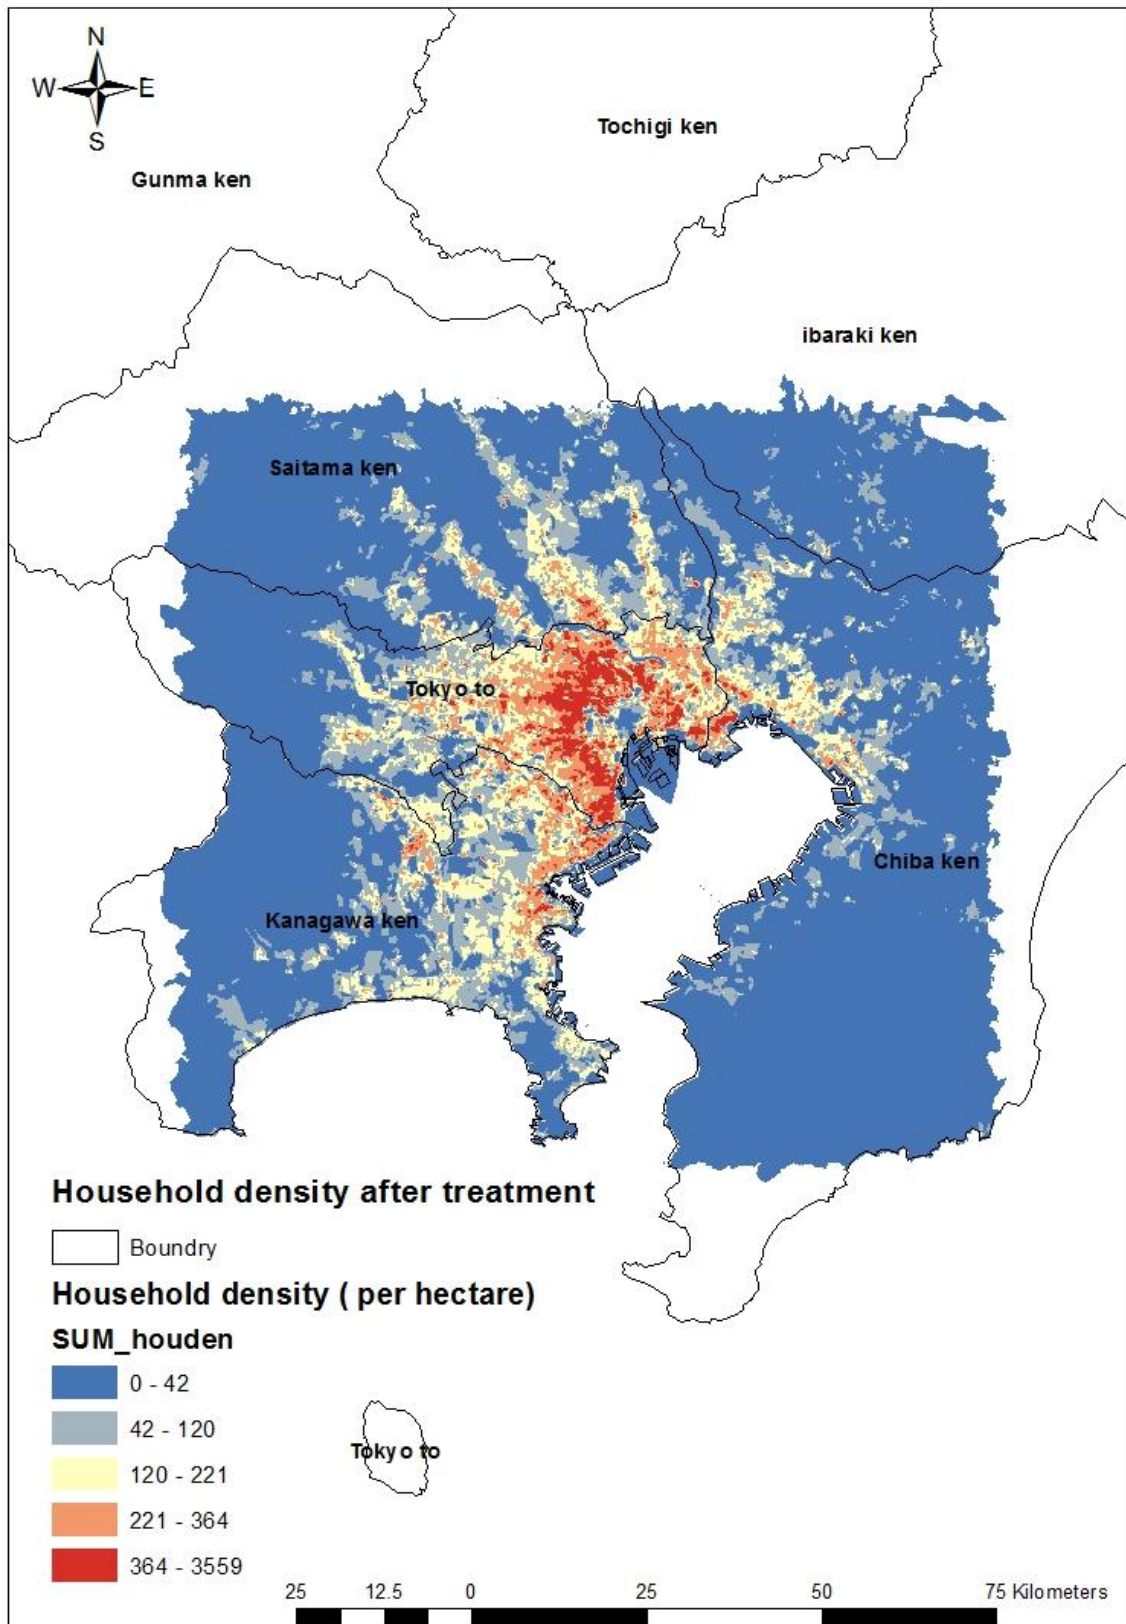 N
W E
S
Tochigi ken
Gunma ken
ibaraki ken
Saitama ken
Tokyo to
Chiba ken
Kanagawa ken
Household density after treatment
Boundry
Household density ( per hectare)
SUM_houden
0 - 42
42 - 120
120 - 221
221 - 364
364 - 3559
Tokyo to
25 12.5 0 25 50 75 Kilometers